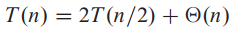 T(n) = 2T(n/2) + Θ(n)